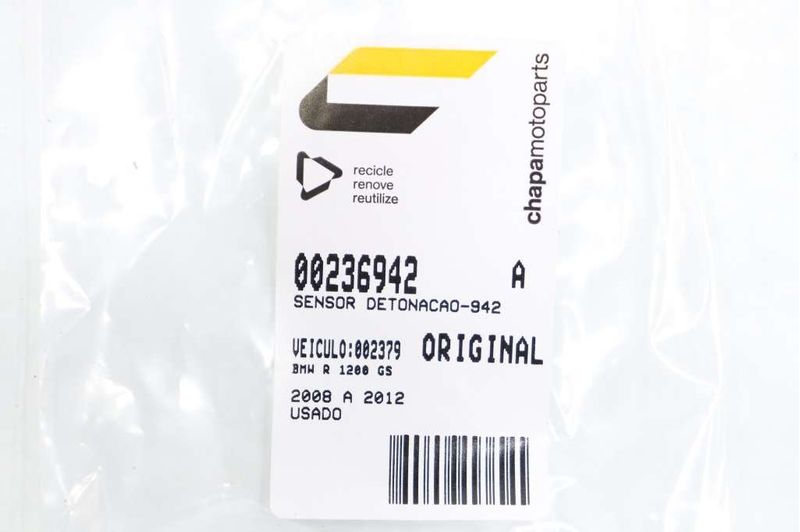 chapamotoparts
recicle
renove
reutilize
00236942 A
SENSOR DETONACAO-942
VEICULO:002379 ORIGINAL
BMW R 1200 GS
2008 A 2012
USADO